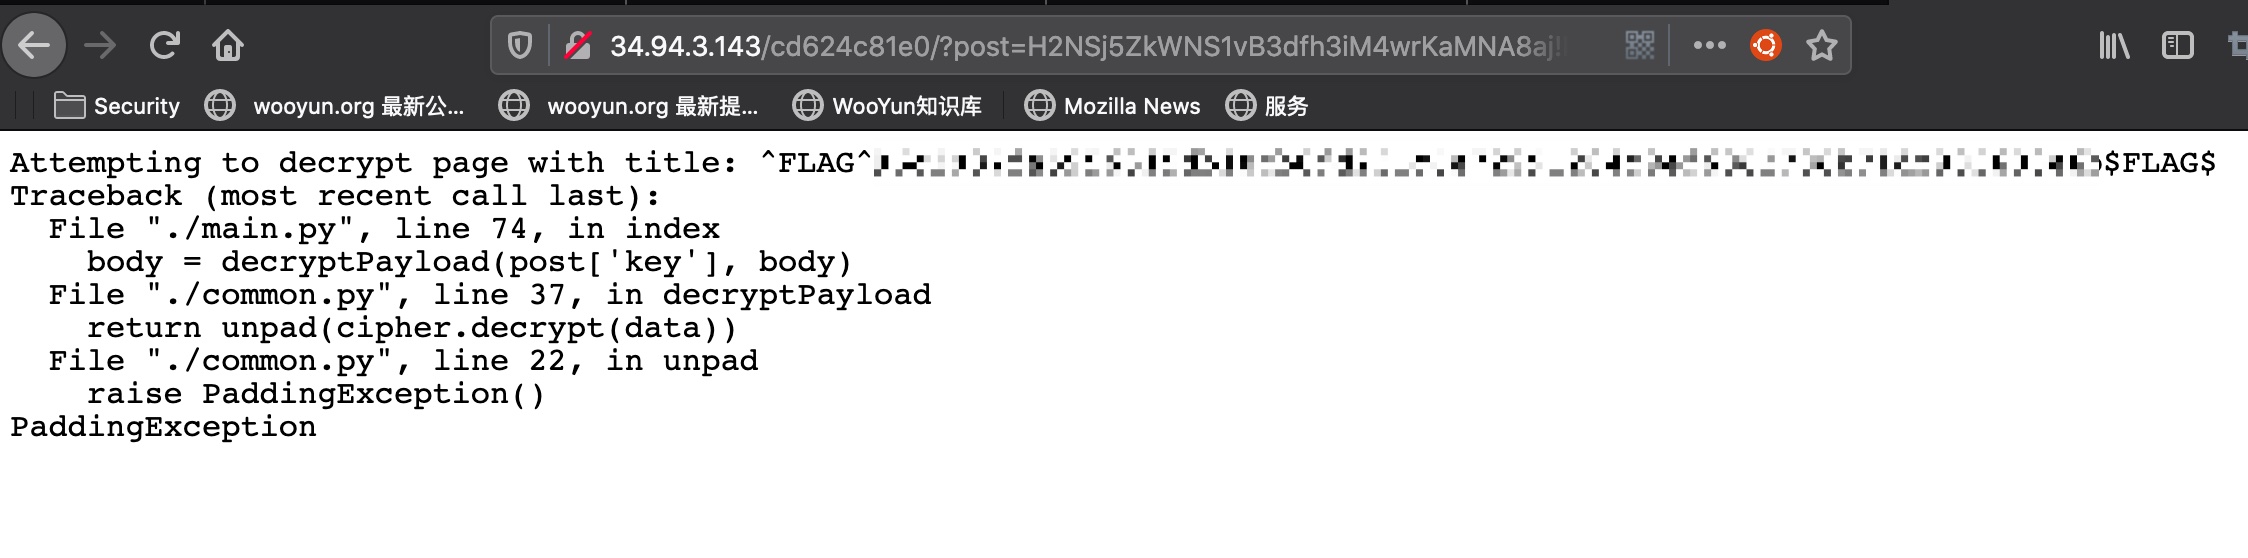 34.94.3.143/cd624c81e0/?post=H2NSj5ZkWNS1vB3dfh3iM4wrKaMNA8aj!
Security wooyun.org 最新公... wooyun.org 最新提... WooYun知识库 Mozilla News 服务
Attempting to decrypt page with title: ^FLAG^ $FLAG$
Traceback (most recent call last):
  File "./main.py", line 74, in index
    body = decryptPayload(post['key'], body)
  File "./common.py", line 37, in decryptPayload
    return unpad(cipher.decrypt(data))
  File "./common.py", line 22, in unpad
    raise PaddingException()
PaddingException